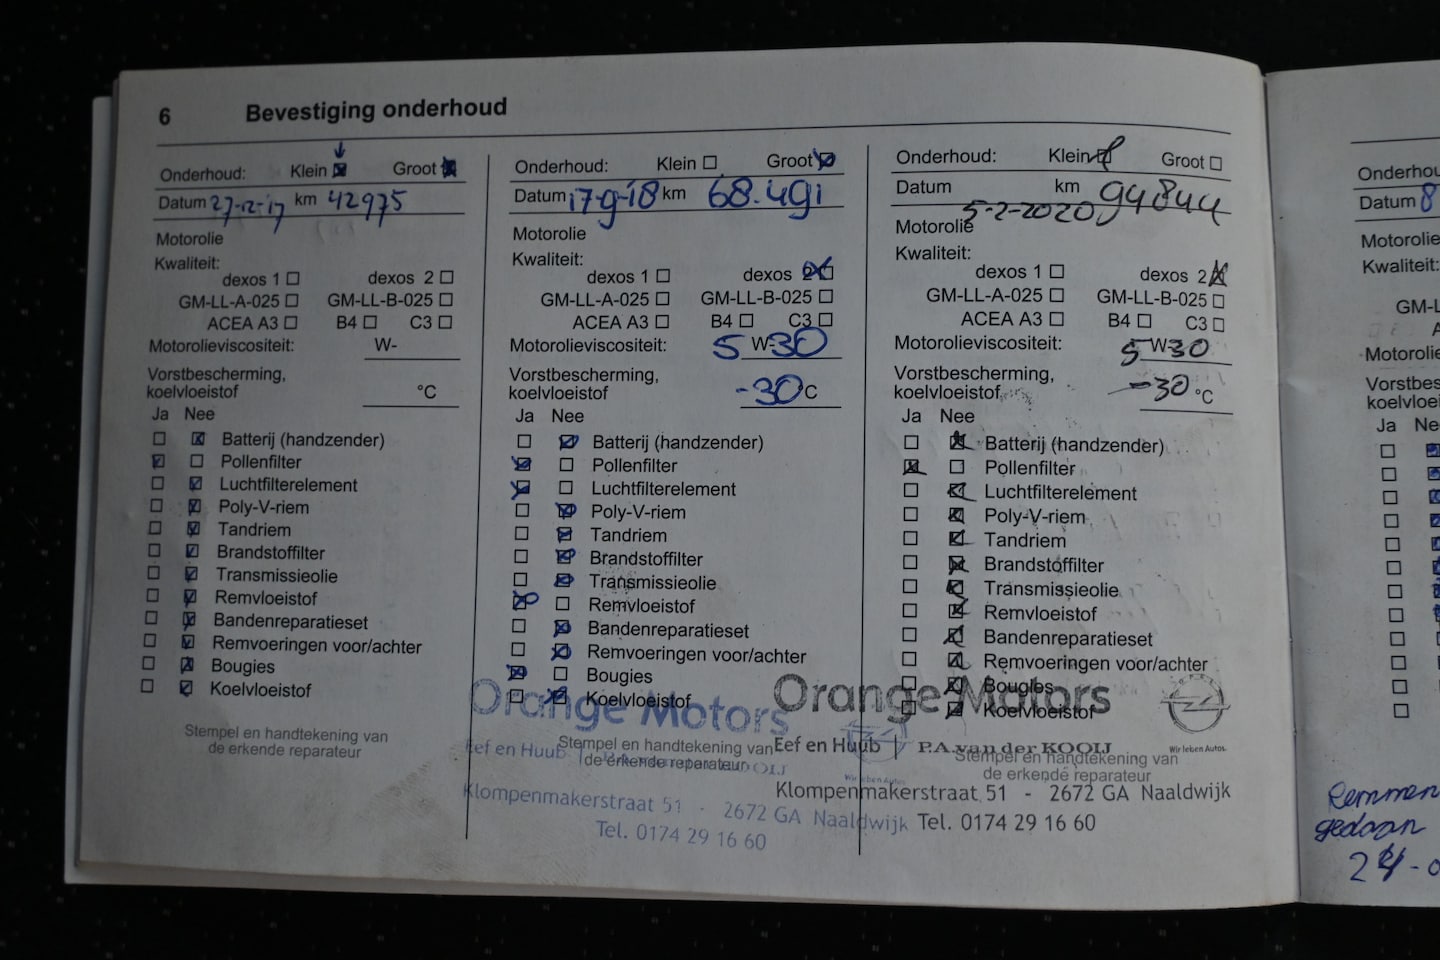 6 Bevestiging onderhoud
Onderhoud: Klein Groot
Datum 27-12-17 km 42975
Motorolie
Kwaliteit:
dexos 1 dexos 2
GM-LL-A-025 GM-LL-B-025
ACEA A3 B4 C3
Motorolieviscositeit: W-
Vorstbescherming,
koelvloeistof °C
Ja Nee
Batterij (handzender)
Pollenfilter
Luchtfilterelement
Poly-V-riem
Tandriem
Brandstoffilter
Transmissieolie
Remvloeistof
Bandenreparatieset
Remvoeringen voor/achter
Bougies
Koelvloeistof
Stempel en handtekening van
de erkende reparateur
Onderhoud: Klein Groot
Datum 17-9-18 km 68.491
Motorolie
Kwaliteit:
dexos 1 dexos 2
GM-LL-A-025 GM-LL-B-025
ACEA A3 B4 C3
Motorolieviscositeit: 5 W-30
Vorstbescherming,
koelvloeistof -30 °C
Ja Nee
Batterij (handzender)
Pollenfilter
Luchtfilterelement
Poly-V-riem
Tandriem
Brandstoffilter
Transmissieolie
Remvloeistof
Bandenreparatieset
Remvoeringen voor/achter
Bougies
Koelvloeistof
Orange Motors
Stempel en handtekening van
de erkende reparateur
Eef en Huub
Wir leben Autos.
Klompenmakerstraat 51 - 2672 GA Naaldwijk
Tel. 0174 29 16 60
Onderhoud: Klein Groot
Datum km 94844
5-2-2020
Motorolie
Kwaliteit:
dexos 1 dexos 2
GM-LL-A-025 GM-LL-B-025
ACEA A3 B4 C3
Motorolieviscositeit: 5 W-30
Vorstbescherming,
koelvloeistof -30 °C
Ja Nee
Batterij (handzender)
Pollenfilter
Luchtfilterelement
Poly-V-riem
Tandriem
Brandstoffilter
Transmissieolie
Remvloeistof
Bandenreparatieset
Remvoeringen voor/achter
Bougies
Koelvloeistof
Orange Motors
OPEL
Eef en Huub | P.A. van der KOOIJ
Wir leben Autos.
Stempel en handtekening van
de erkende reparateur
Klompenmakerstraat 51 - 2672 GA Naaldwijk
Tel. 0174 29 16 60
Onderhou
Datum 8
Motorolie
Kwaliteit:
GM-L
A
Motorolie
Vorstbes
koelvloei
Ja Ne
Remmen
gedaan